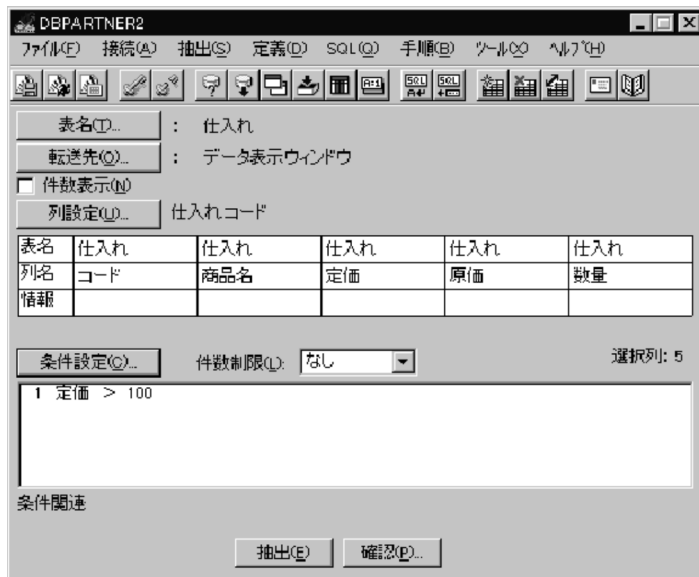 DBPARTNER2
ファイル(F) 接続(A) 抽出(S) 定義(D) SQL(Q) 手順(B) ツール(X) ヘルプ(H)
SQL SQL
表名(T)... : 仕入れ
転送先(O)... : データ表示ウィンドウ
件数表示(N)
列設定(U)... 仕入れコード
表名 仕入れ 仕入れ 仕入れ 仕入れ 仕入れ
列名 コード 商品名 定価 原価 数量
情報
条件設定(C)... 件数制限(L): なし 選択列: 5
1 定価 > 100
条件関連
抽出(E) 確認(P)...